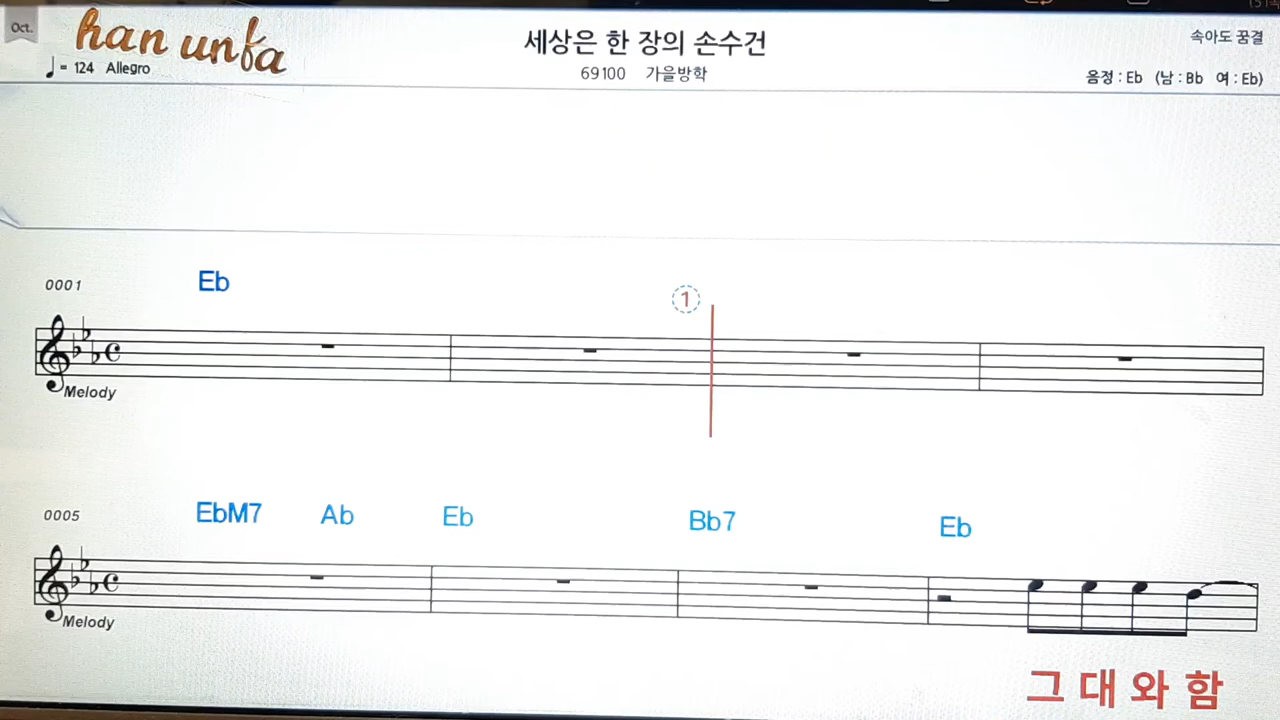 Oct.
han unfa
세상은 한 장의 손수건
속아도 꿈결
♩= 124 Allegro
69100 가을방학
음정 : Eb (남 : Bb 여 : Eb)
0001
Eb
1
Melody
0005
EbM7 Ab Eb Bb7 Eb
Melody
그 대 와 함